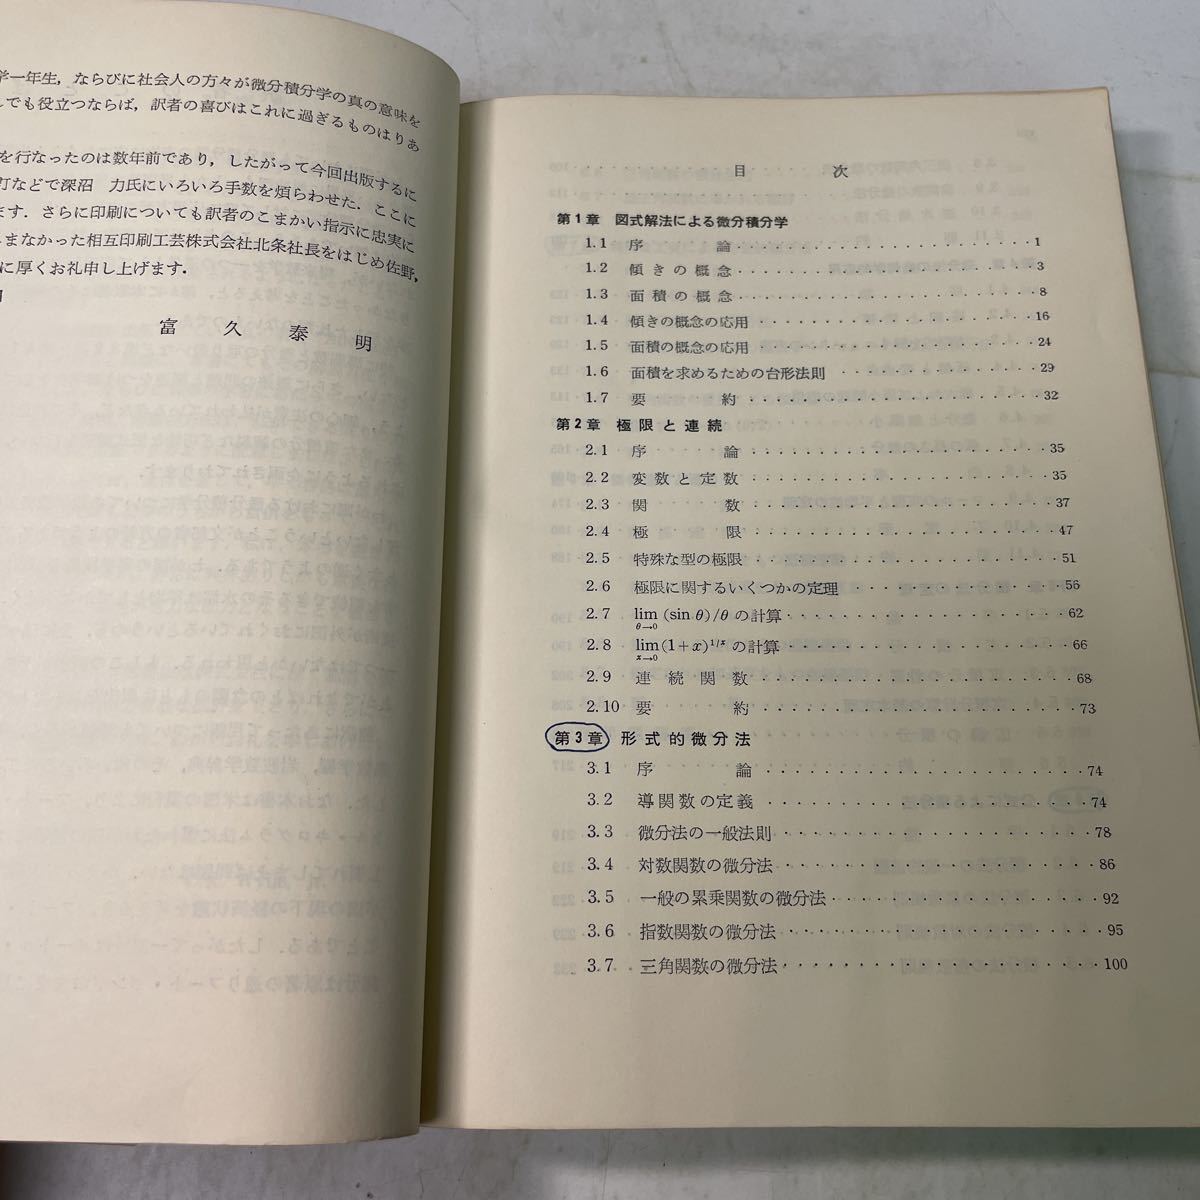 学一年生，ならびに社会人の方々が微分積分学の真の意味を
しでも役立つならば，訳者の喜びはこれに過ぎるものはりあ
を行なったのは数年前であり，したがって今回出版するに
訂などで深沼　力氏にいろいろ手数を煩らわせた．ここに
ます．さらに印刷についても訳者のこまかい指示に忠実に
しまなかった相互印刷工芸株式会社北条社長をはじめ佐野，
に厚くお礼申し上げます．
富　久　泰　明
目　次
第1章　図式解法による微分積分学
1.1　序　論 1
1.2　傾きの概念 3
1.3　面積の概念 8
1.4　傾きの概念の応用 16
1.5　面積の概念の応用 24
1.6　面積を求めるための台形法則 29
1.7　要　約 32
第2章　極限と連続
2.1　序　論 35
2.2　変数と定数 35
2.3　関　数 37
2.4　極　限 47
2.5　特殊な型の極限 51
2.6　極限に関するいくつかの定理 56
2.7　lim θ→0 (sin θ)/θ の計算 62
2.8　lim x→0 (1+x)^1/x の計算 66
2.9　連続関数 68
2.10　要　約 73
第3章　形式的微分法
3.1　序　論 74
3.2　導関数の定義 74
3.3　微分法の一般法則 78
3.4　対数関数の微分法 86
3.5　一般の累乗関数の微分法 92
3.6　指数関数の微分法 95
3.7　三角関数の微分法 100